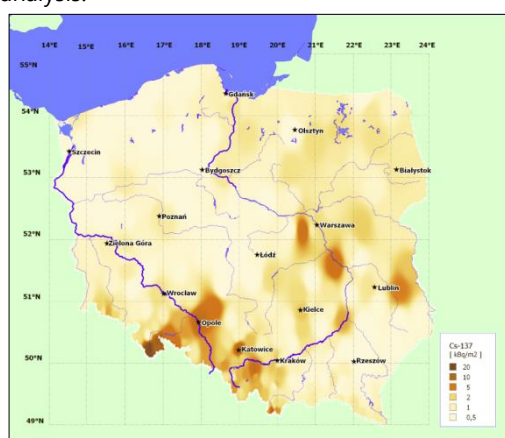 analysis.
14°E 15°E 16°E 17°E 18°E 19°E 20°E 21°E 22°E 23°E 24°E
55°N
Gdańsk
54°N
Olsztyn
Szczecin
53°N
Bydgoszcz
Białystok
Poznań
Warszawa
52°N
Zielona Góra
Łódź
Lublin
51°N
Wrocław
Kielce
Opole
Katowice
50°N
Kraków
Rzeszów
49°N
Cs-137
[ kBq/m2 ]
20
10
5
2
1
0,5